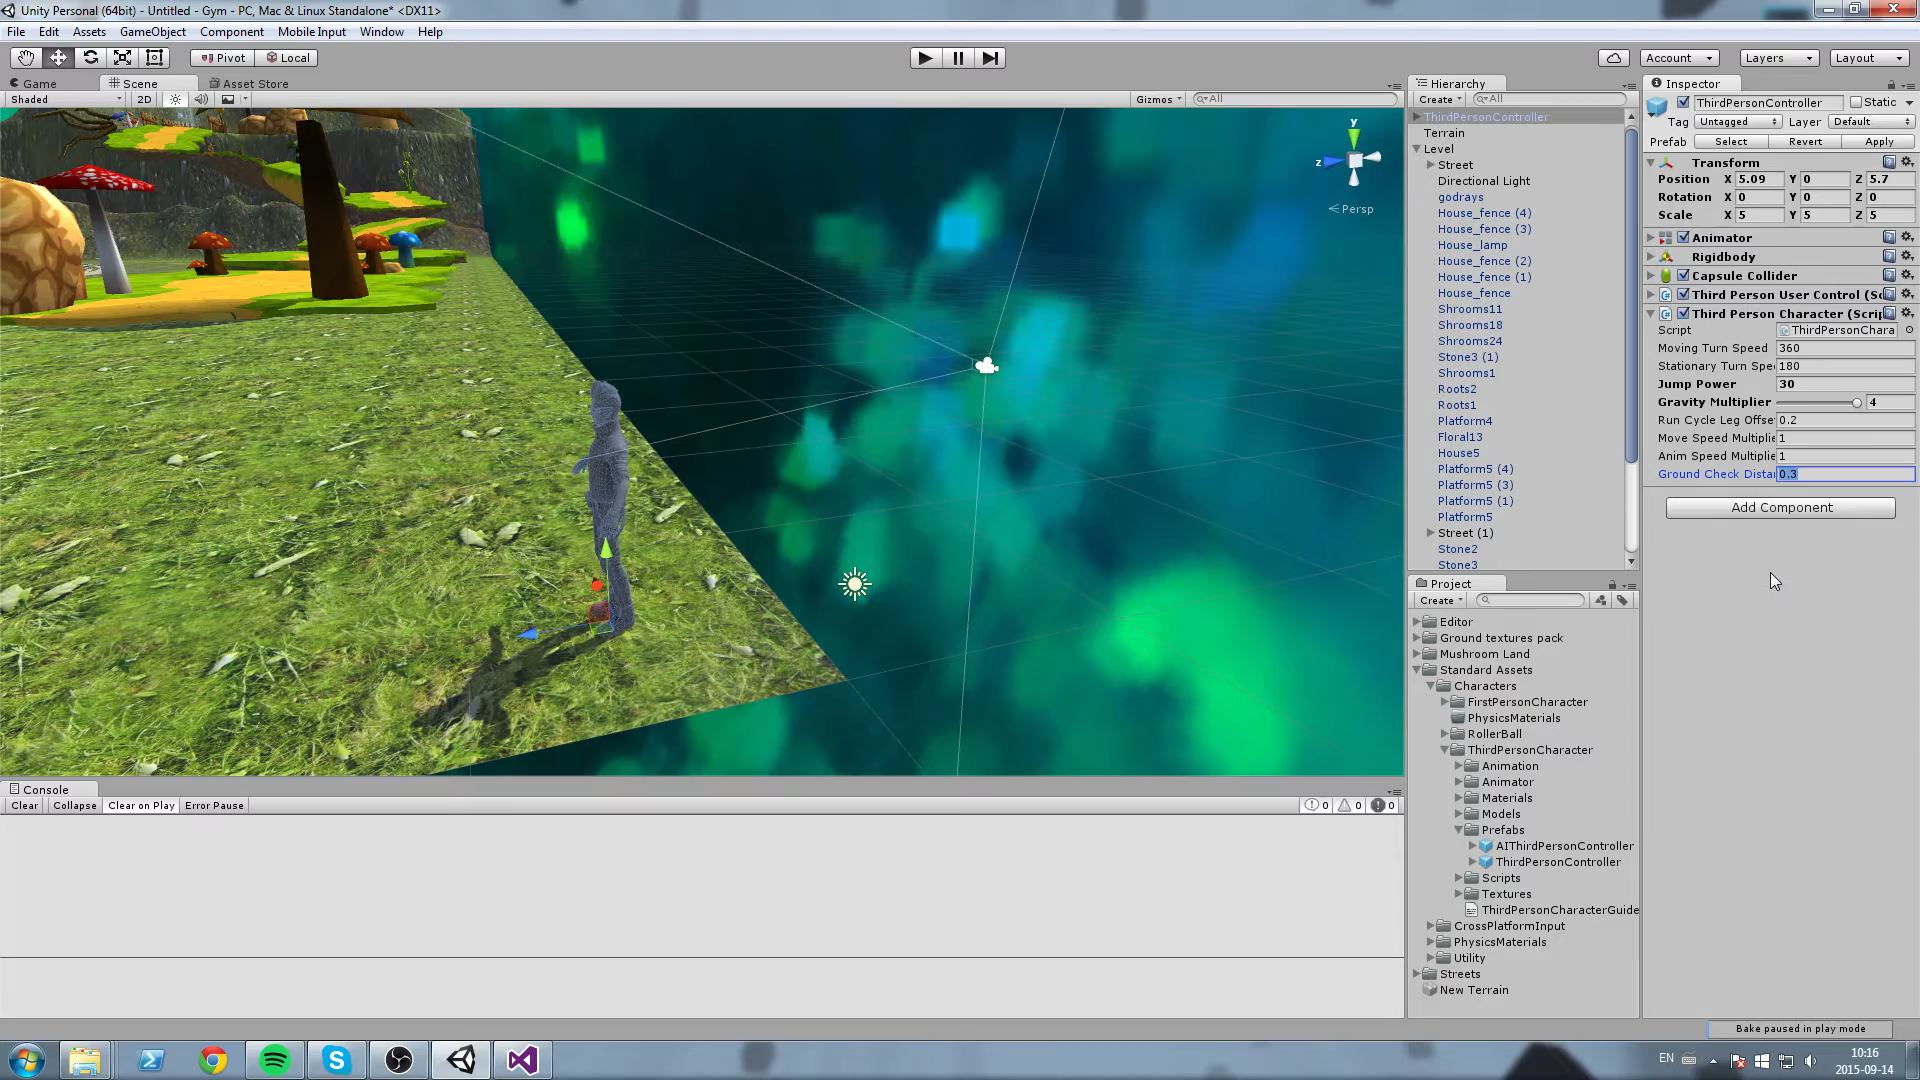 Unity Personal (64bit) - Untitled - Gym - PC, Mac & Linux Standalone* <DX11>
File Edit Assets GameObject Component Mobile Input Window Help
Pivot Local
Account Layers Layout
Game Scene Asset Store
Shaded 2D Gizmos All
y
z
Persp
Hierarchy
Create All
ThirdPersonController
Terrain
Level
Street
Directional Light
godrays
House_fence (4)
House_fence (3)
House_lamp
House_fence (2)
House_fence (1)
House_fence
Shrooms11
Shrooms18
Shrooms24
Stone3 (1)
Shrooms1
Roots2
Roots1
Platform4
Floral13
House5
Platform5 (4)
Platform5 (3)
Platform5 (1)
Platform5
Street (1)
Stone2
Stone3
Project
Create
Editor
Ground textures pack
Mushroom Land
Standard Assets
Characters
FirstPersonCharacter
PhysicsMaterials
RollerBall
ThirdPersonCharacter
Animation
Animator
Materials
Models
Prefabs
AIThirdPersonController
ThirdPersonController
Scripts
Textures
ThirdPersonCharacterGuide
CrossPlatformInput
PhysicsMaterials
Utility
Streets
New Terrain
Inspector
ThirdPersonController Static
Tag Untagged Layer Default
Prefab Select Revert Apply
Transform
Position X 5.09 Y 0 Z 5.7
Rotation X 0 Y 0 Z 0
Scale X 5 Y 5 Z 5
Animator
Rigidbody
Capsule Collider
Third Person User Control (Sc
Third Person Character (Scrip
Script ThirdPersonChara
Moving Turn Speed 360
Stationary Turn Spe 180
Jump Power 30
Gravity Multiplier 4
Run Cycle Leg Offse 0.2
Move Speed Multiplie 1
Anim Speed Multiplie 1
Ground Check Distar 0.3
Add Component
Console
Clear Collapse Clear on Play Error Pause 0 0 0
Bake paused in play mode
EN 10:16
2015-09-14